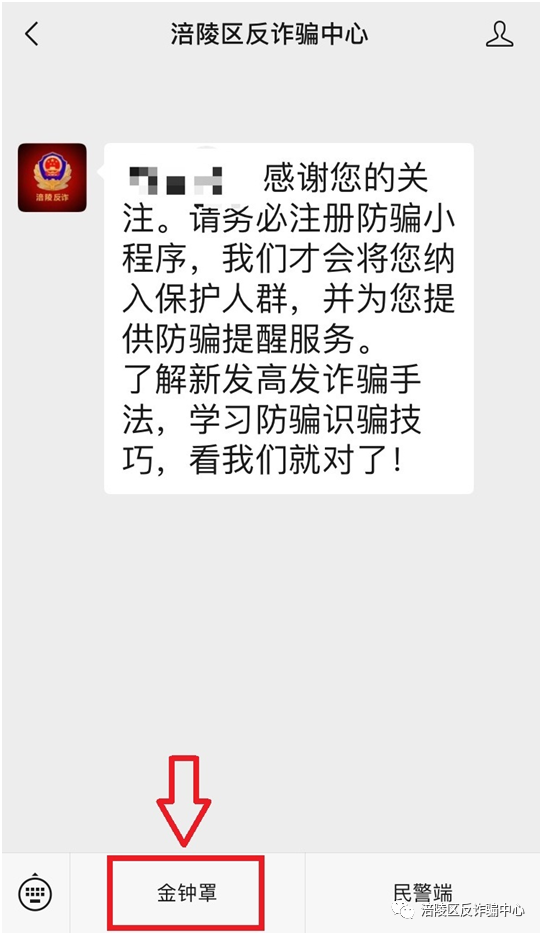 涪陵区反诈骗中心
涪陵反诈
感谢您的关
注。请务必注册防骗小
程序，我们才会将您纳
入保护人群，并为您提
供防骗提醒服务。
了解新发高发诈骗手
法，学习防骗识骗技
巧，看我们就对了！
金钟罩
民警端
涪陵区反诈骗中心